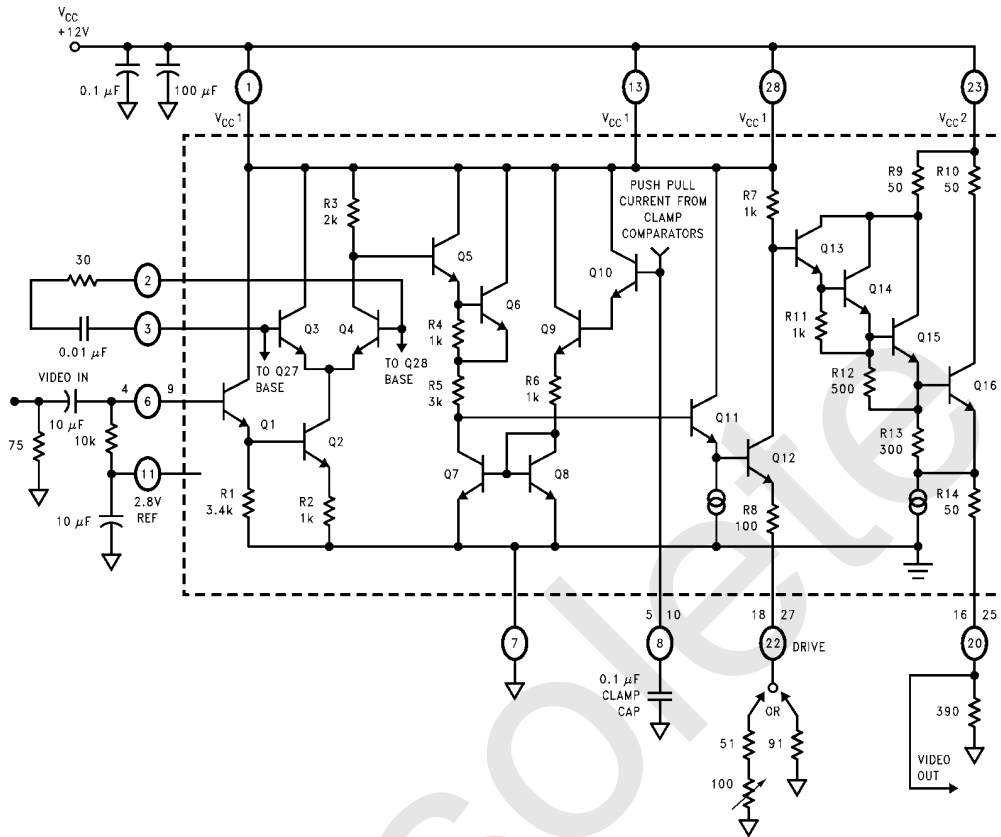 VCC
+12V
0.1 μF
100 μF
1
13
28
23
VCC1
VCC1
VCC1
VCC2
R3
2k
PUSH PULL
CURRENT FROM
CLAMP
COMPARATORS
R7
1k
R9
50
R10
50
30
2
3
0.01 μF
Q3
Q4
TO Q27
BASE
TO Q28
BASE
Q5
Q6
R4
1k
R5
3k
Q9
Q10
R6
1k
Q13
Q14
R11
1k
Q15
R12
500
Q16
R13
300
R14
50
VIDEO IN
4
6
9
75
10 μF
10k
11
2.8V
REF
10 μF
Q1
Q2
R1
3.4k
R2
1k
Q7
Q8
Q11
Q12
R8
100
7
5
10
8
0.1 μF
CLAMP
CAP
18
27
22
DRIVE
OR
51
91
100
16
25
20
390
VIDEO
OUT
solete